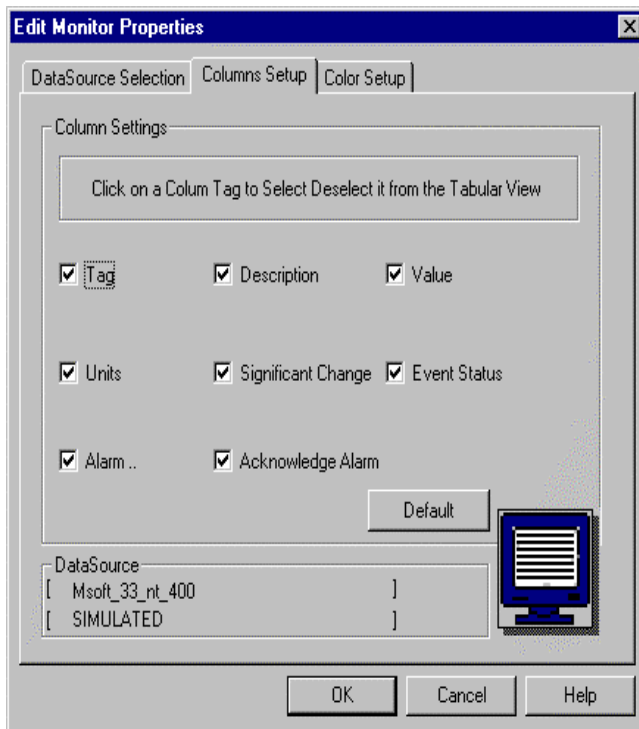 Edit Monitor Properties
DataSource Selection Columns Setup Color Setup
Column Settings
Click on a Colum Tag to Select Deselect it from the Tabular View
Tag Description Value
Units Significant Change Event Status
Alarm .. Acknowledge Alarm
Default
DataSource
[ Msoft_33_nt_400 ]
[ SIMULATED ]
OK Cancel Help